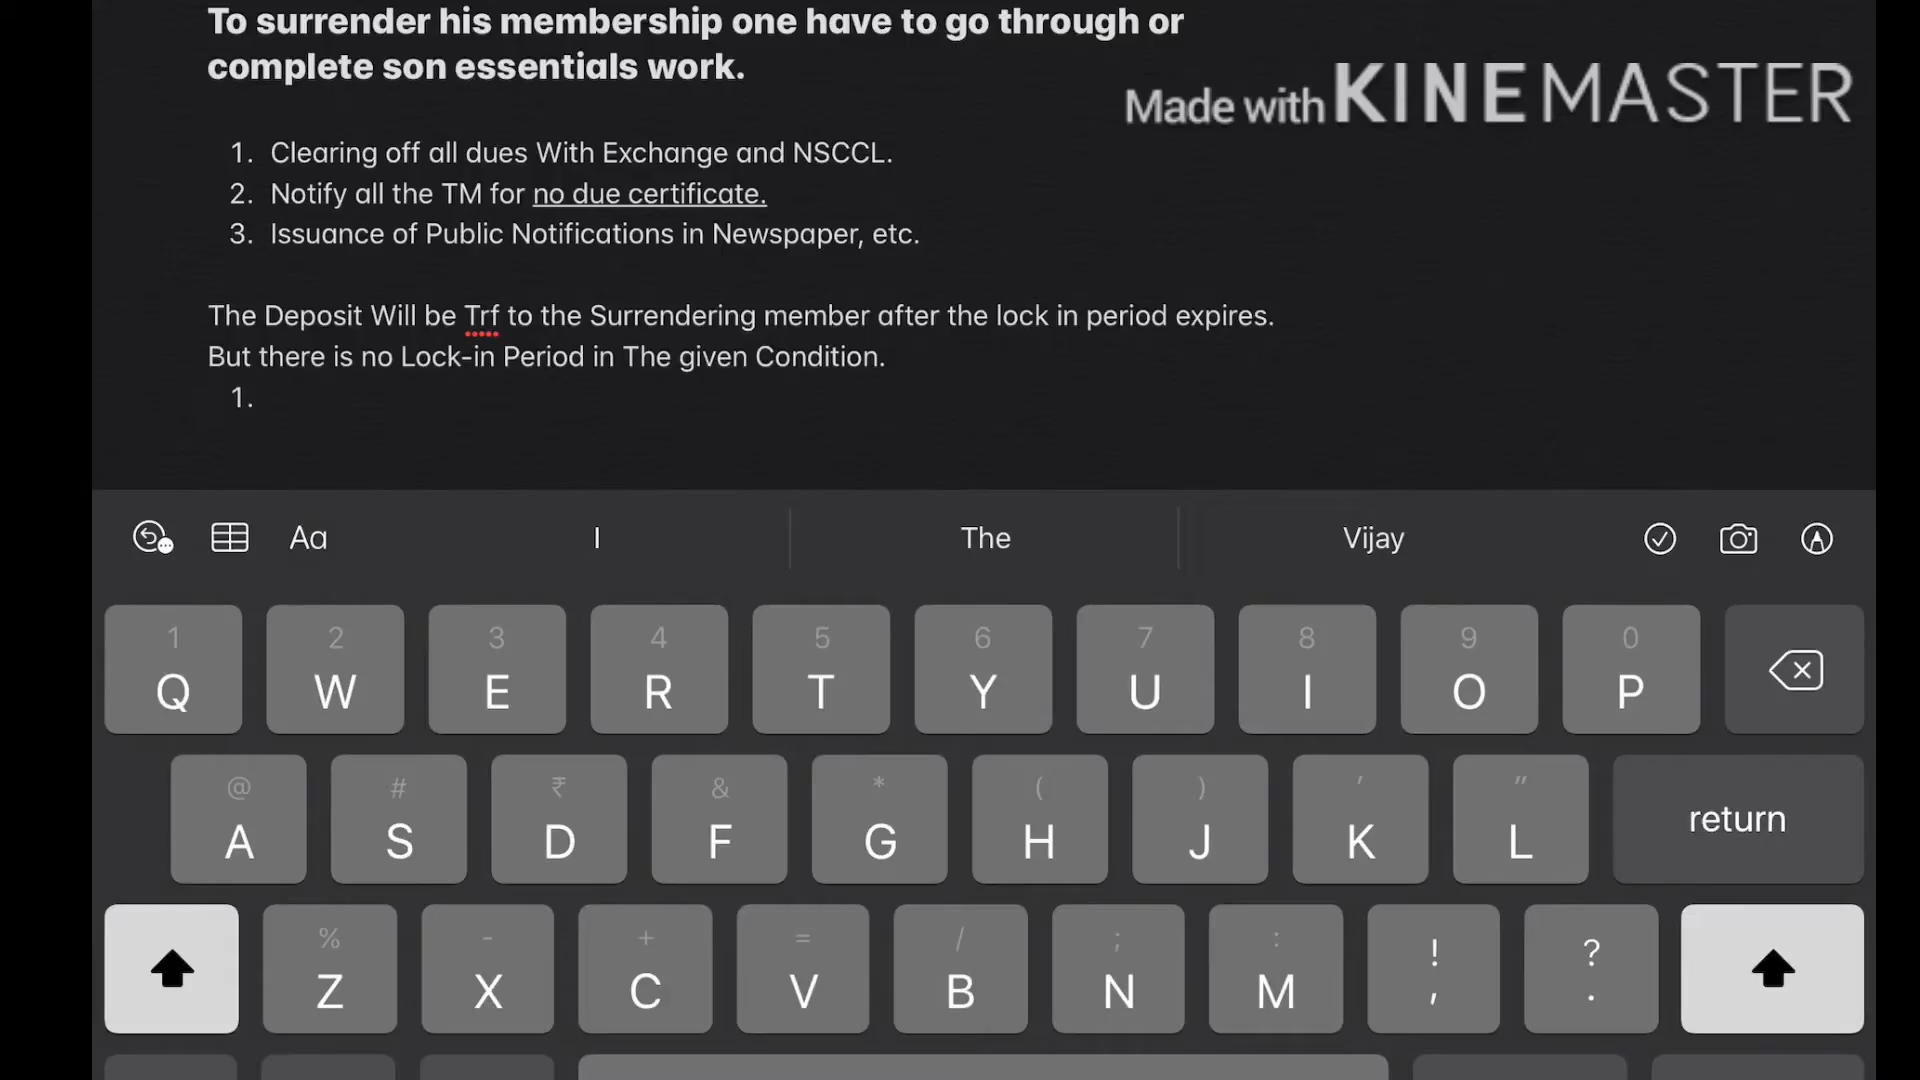 To surrender his membership one have to go through or
complete son essentials work.
Made with KINEMASTER
1. Clearing off all dues With Exchange and NSCCL.
2. Notify all the TM for no due certificate.
3. Issuance of Public Notifications in Newspaper, etc.
The Deposit Will be Trf to the Surrendering member after the lock in period expires.
But there is no Lock-in Period in The given Condition.
1.
Aa I The Vijay
1 2 3 4 5 6 7 8 9 0
Q W E R T Y U I O P
@ # ₹ & * ( ) ' "
A S D F G H J K L return
% - + = / ; : ! ?
Z X C V B N M , .